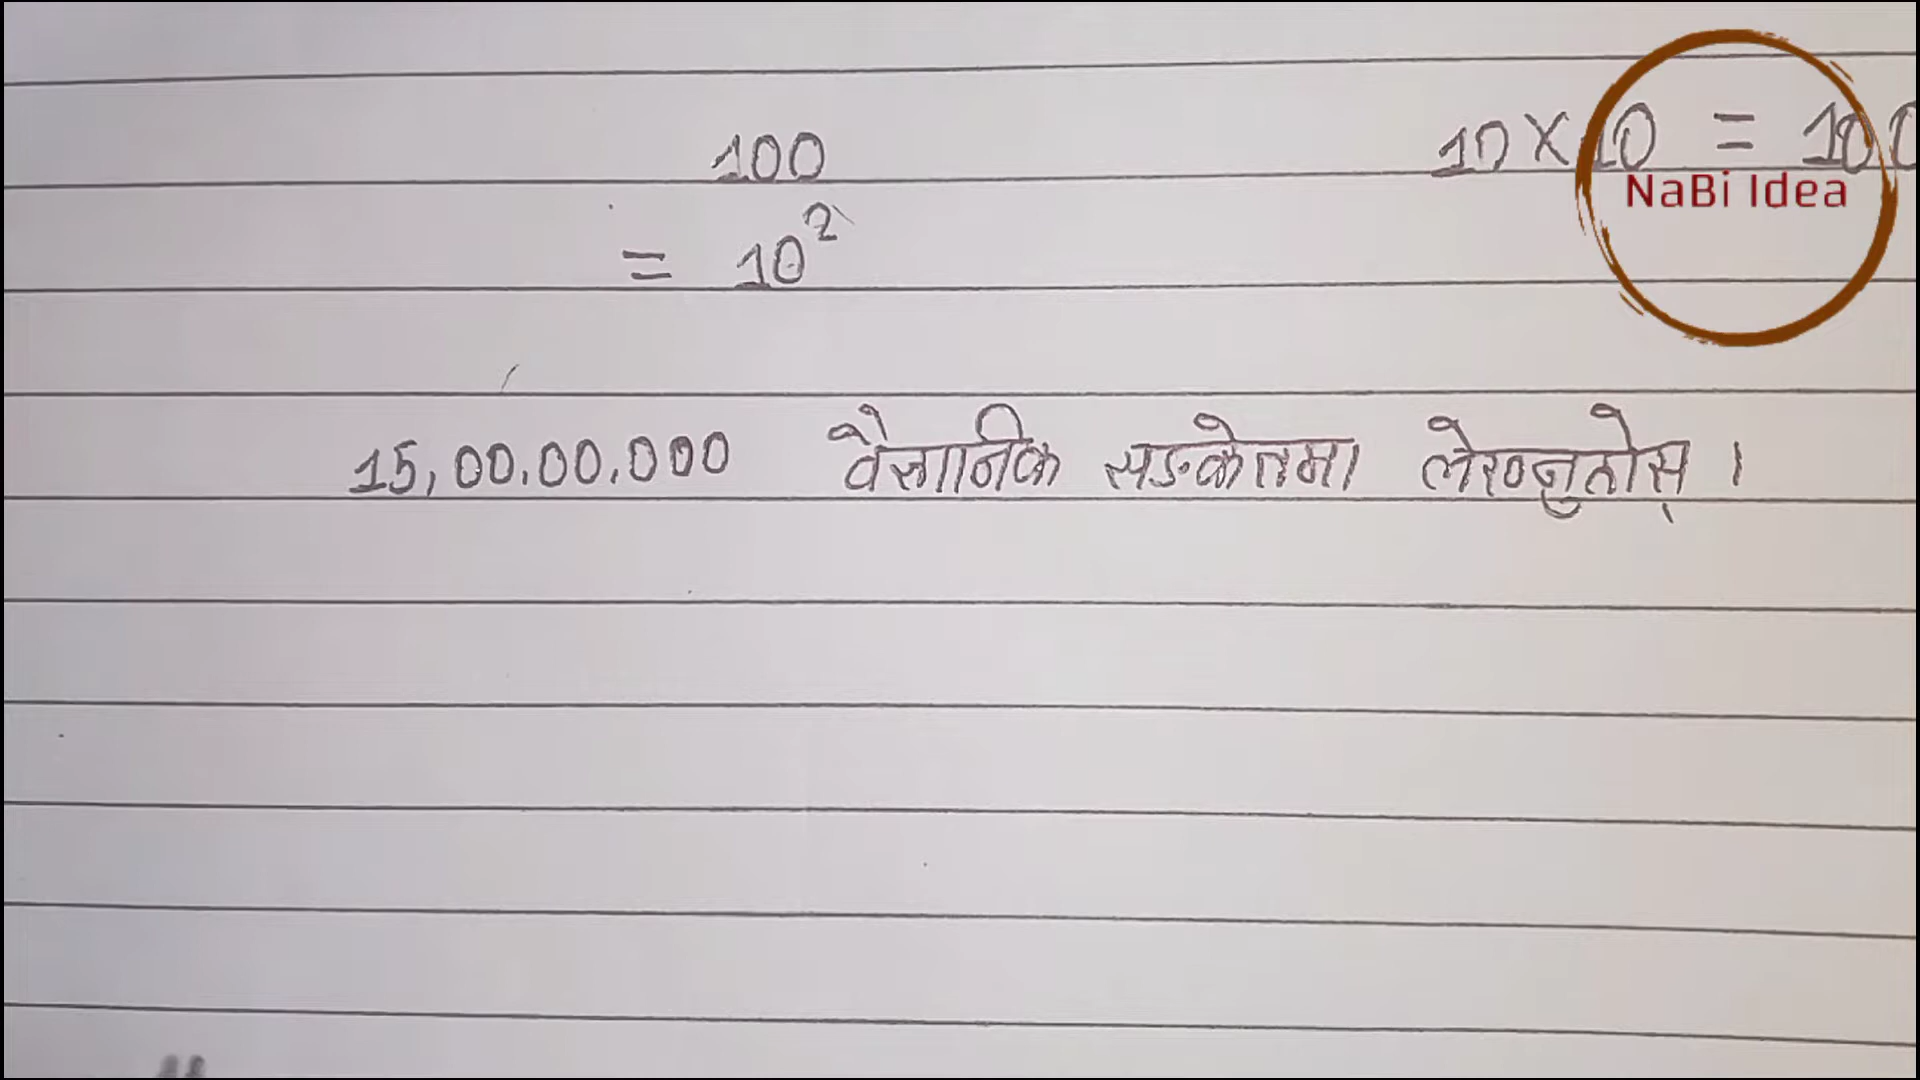 100
10 × 10 = 100
NaBi Idea
= 10²
15,00,00,000 वैज्ञानिक सङ्केतमा लेख्नुहोस् ।